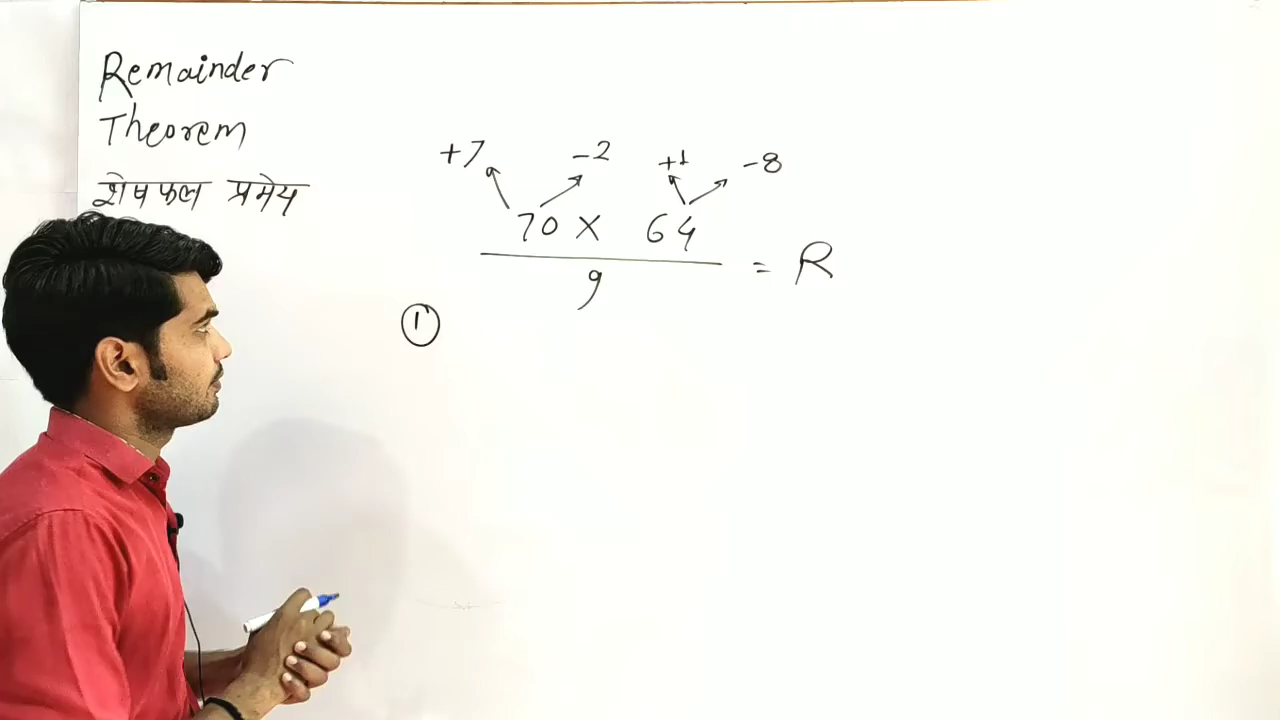 Remainder
Theorem
शेषफल प्रमेय
+7 -2 +1 -8
70 X 64
9
= R
①